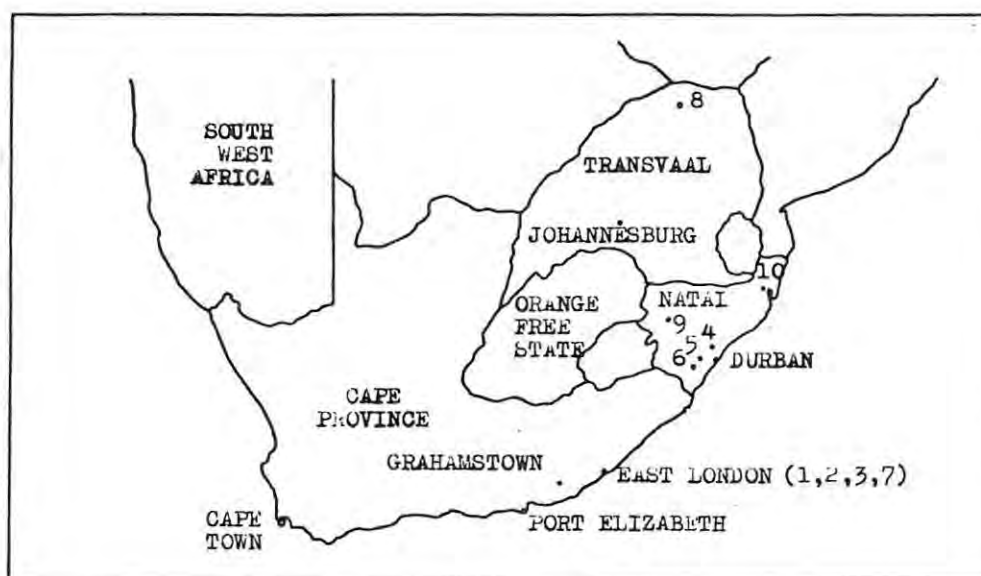 8
SOUTH
WEST
AFRICA
TRANSVAAL
JOHANNESBURG
10
ORANGE
FREE
STATE
NATAL
9
5 4
6
DURBAN
CAPE
PROVINCE
GRAHAMSTOWN
EAST LONDON (1,2,3,7)
CAPE
TOWN
PORT ELIZABETH